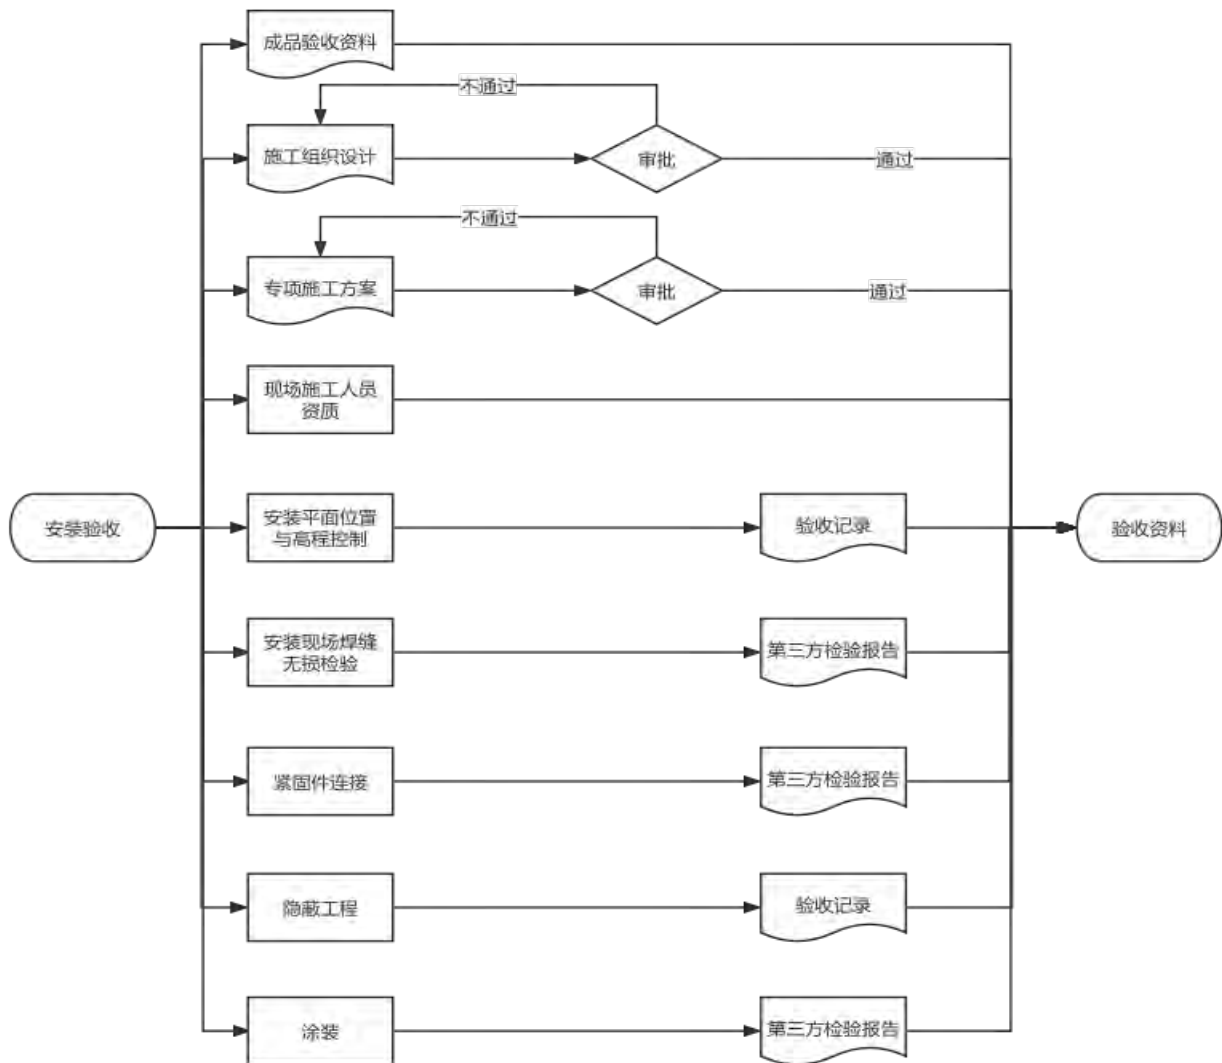 成品验收资料
不通过
施工组织设计
审批
通过
不通过
专项施工方案
审批
通过
现场施工人员
资质
安装验收
安装平面位置
与高程控制
验收记录
验收资料
安装现场焊缝
无损检验
第三方检验报告
紧固件连接
第三方检验报告
隐蔽工程
验收记录
涂装
第三方检验报告